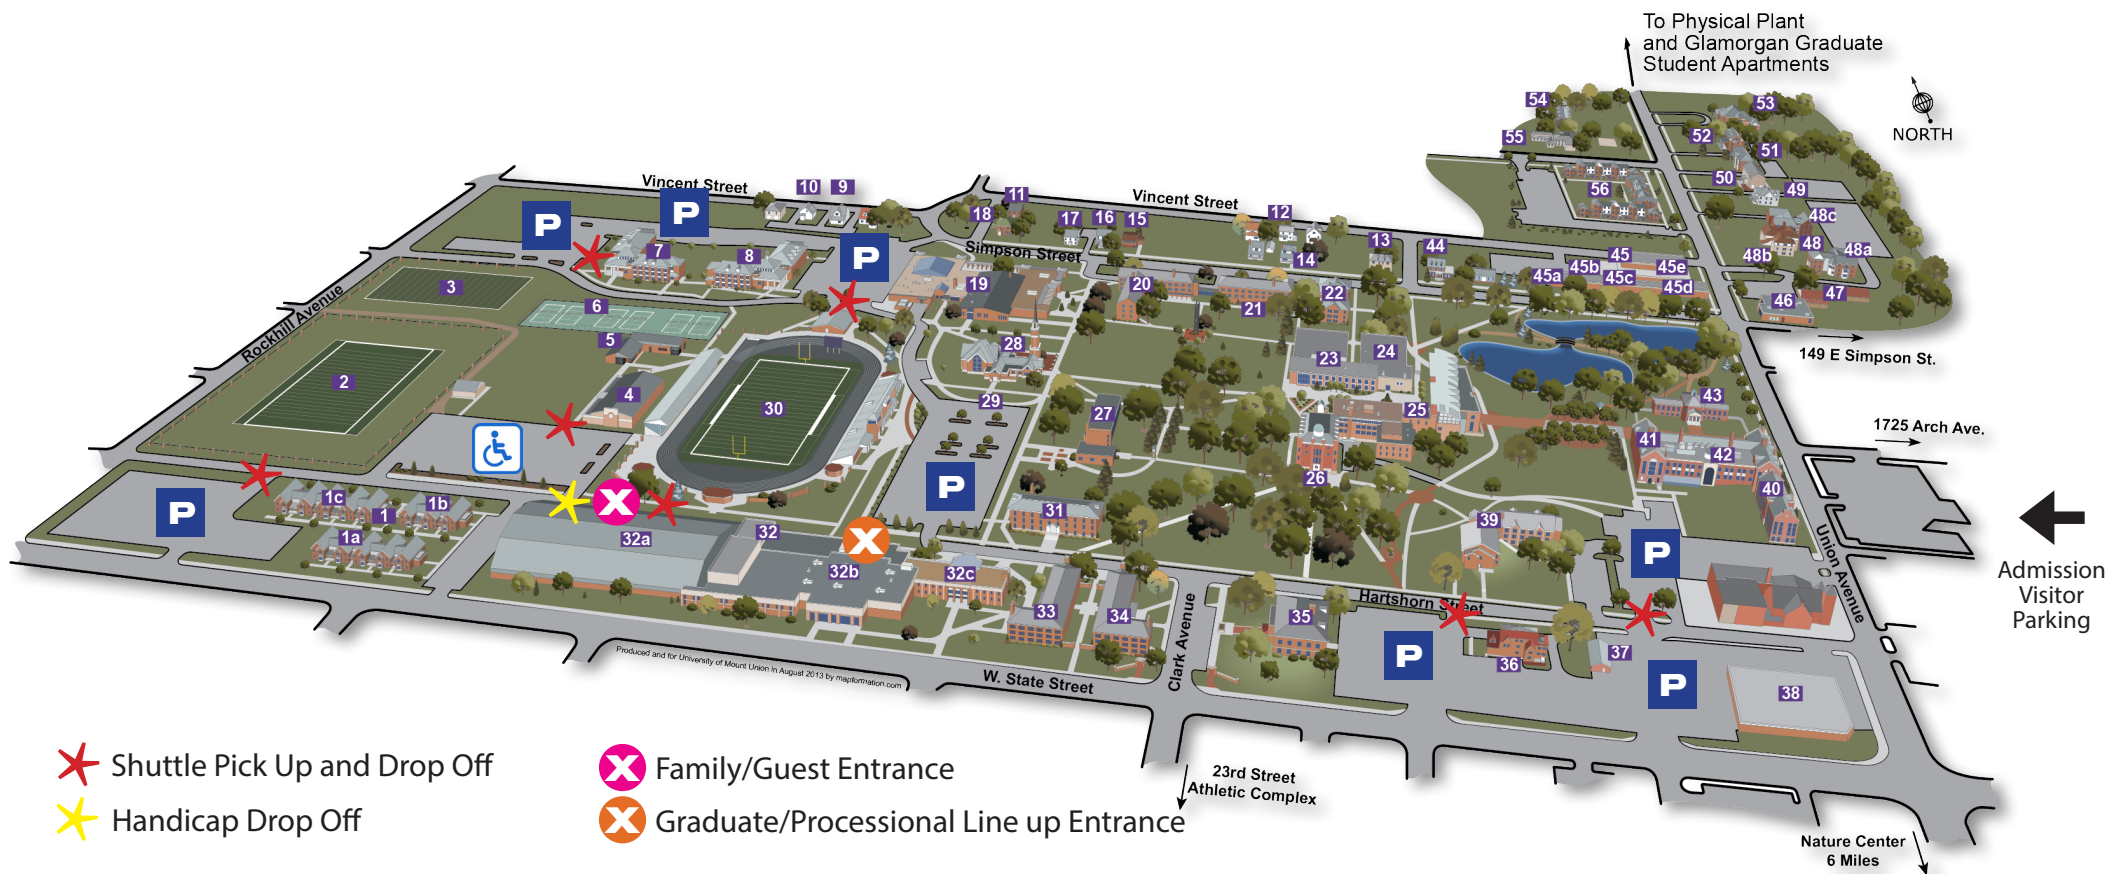 To Physical Plant
and Glamorgan Graduate
Student Apartments
NORTH
54
53
55
52
51
50
49
56
48c
48
48a
48b
47
46
45
45a
45b
45c
45d
45e
149 E Simpson St.
Vincent Street
10
9
P
P
P
7
8
18
11
17
16
15
Vincent Street
12
13
14
44
Simpson Street
19
20
21
22
3
6
5
Rockhill Avenue
2
4
30
28
29
23
24
25
26
27
43
41
42
40
1725 Arch Ave.
P
P
1c
1b
1
1a
X
X
32a
32
32b
32c
31
33
34
39
P
Union Avenue
Admission
Visitor
Parking
Hartshorn Street
Clark Avenue
35
P
36
37
P
38
W. State Street
Produced and for University of Mount Union in August 2013 by mapformation.com
23rd Street
Athletic Complex
Nature Center
6 Miles
Shuttle Pick Up and Drop Off
X Family/Guest Entrance
Handicap Drop Off
X Graduate/Processional Line up Entrance